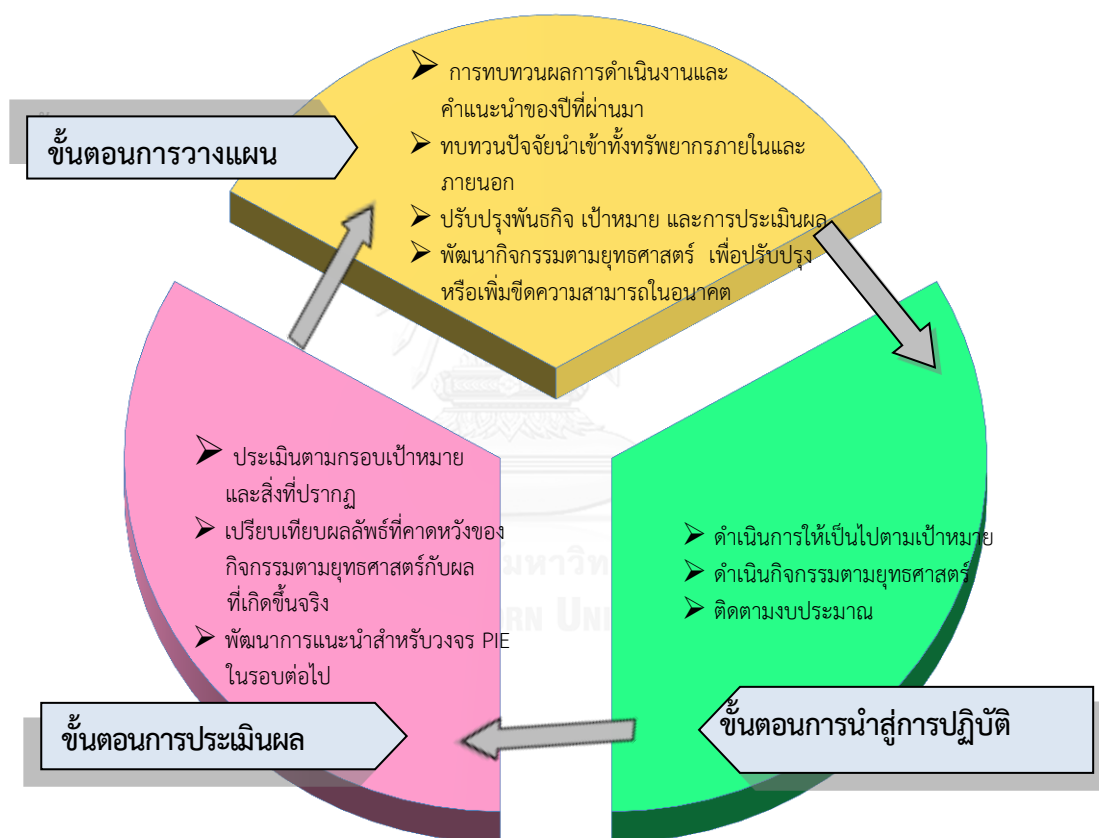 ➢ การทบทวนผลการดำเนินงานและ
คำแนะนำของปีที่ผ่านมา
➢ ทบทวนปัจจัยนำเข้าทั้งทรัพยากรภายในและ
ภายนอก
➢ ปรับปรุงพันธกิจ เป้าหมาย และการประเมินผล
➢ พัฒนากิจกรรมตามยุทธศาสตร์ เพื่อปรับปรุง
หรือเพิ่มขีดความสามารถในอนาคต
ขั้นตอนการวางแผน
➢ ดำเนินการให้เป็นไปตามเป้าหมาย
➢ ดำเนินกิจกรรมตามยุทธศาสตร์
➢ ติดตามงบประมาณ
ขั้นตอนการนำสู่การปฏิบัติ
➢ ประเมินตามกรอบเป้าหมาย
และสิ่งที่ปรากฏ
➢ เปรียบเทียบผลลัพธ์ที่คาดหวังของ
กิจกรรมตามยุทธศาสตร์กับผล
ที่เกิดขึ้นจริง
➢ พัฒนาการแนะนำสำหรับวงจร PIE
ในรอบต่อไป
ขั้นตอนการประเมินผล